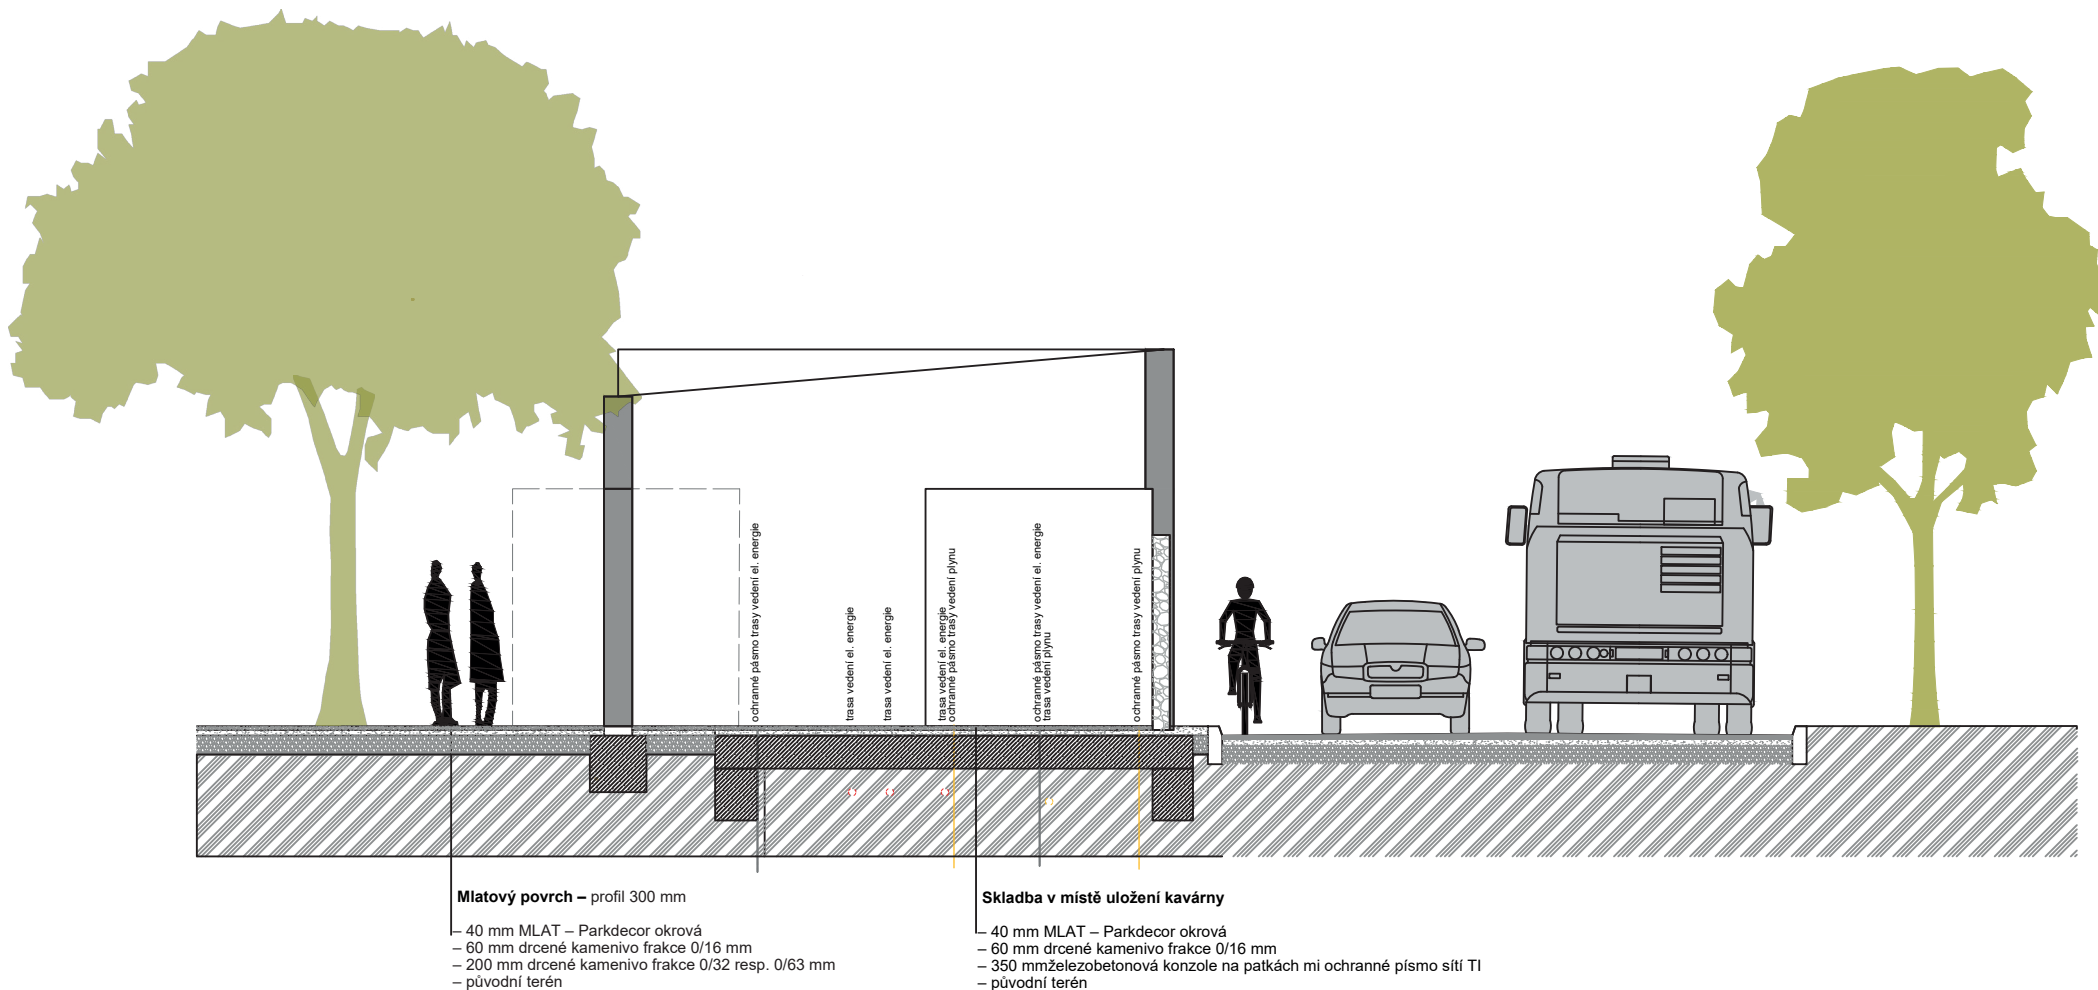 ochranné pásmo trasy vedení el. energie
trasa vedení el. energie
trasa vedení el. energie
trasa vedení el. energie
ochranné pásmo trasy vedení plynu
ochranné pásmo trasy vedení el. energie
trasa vedení plynu
ochranné pásmo trasy vedení plynu
Mlatový povrch – profil 300 mm
– 40 mm MLAT – Parkdecor okrová
– 60 mm drcené kamenivo frakce 0/16 mm
– 200 mm drcené kamenivo frakce 0/32 resp. 0/63 mm
– původní terén
Skladba v místě uložení kavárny
– 40 mm MLAT – Parkdecor okrová
– 60 mm drcené kamenivo frakce 0/16 mm
– 350 mmželezobetonová konzole na patkách mi ochranné písmo sítí TI
– původní terén